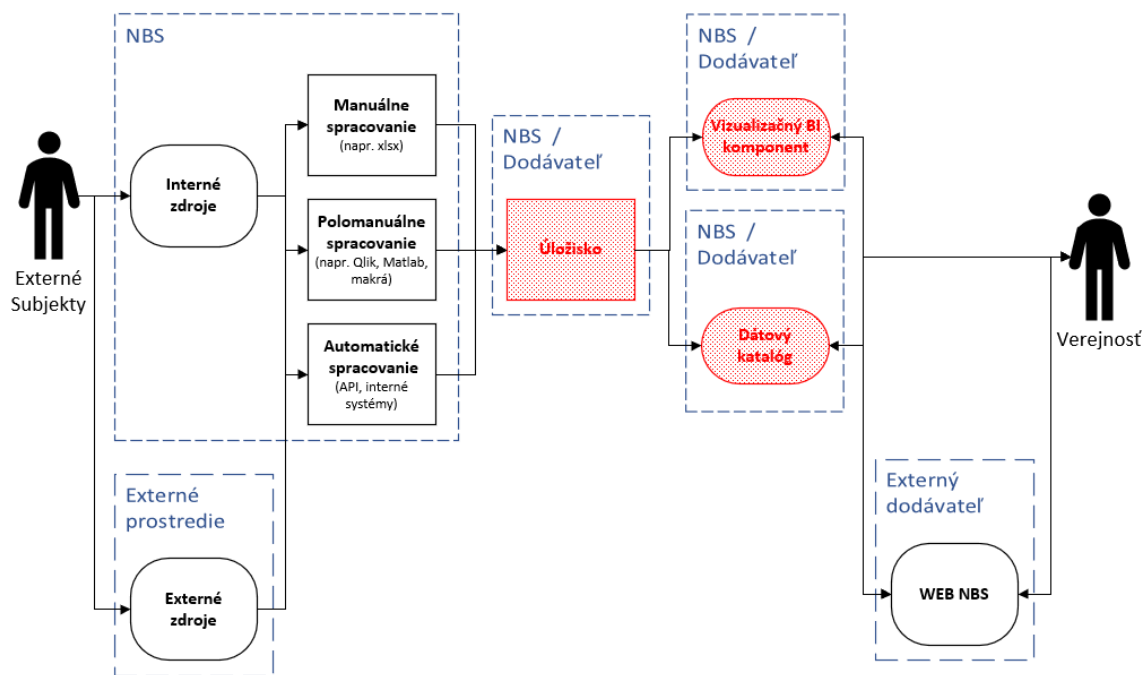 NBS
Manuálne
spracovanie
(napr. xlsx)
Interné
zdroje
Polomanuálne
spracovanie
(napr. Qlik, Matlab,
makrá)
Automatické
spracovanie
(API, interné
systémy)
Externé
Subjekty
Externé
prostredie
Externé
zdroje
NBS /
Dodávateľ
Úložisko
NBS /
Dodávateľ
Vizualizačný BI
komponent
NBS /
Dodávateľ
Dátový
katalóg
Verejnosť
Externý
dodávateľ
WEB NBS